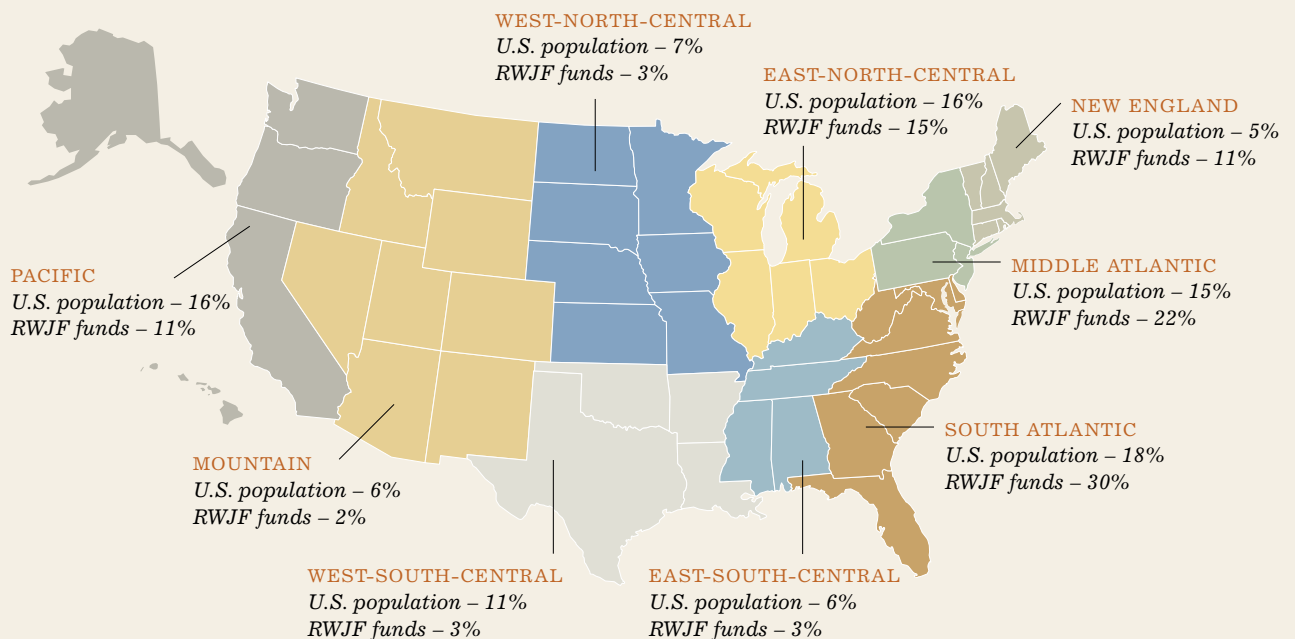 WEST-NORTH-CENTRAL
U.S. population – 7%
RWJF funds – 3%
EAST-NORTH-CENTRAL
U.S. population – 16%
RWJF funds – 15%
NEW ENGLAND
U.S. population – 5%
RWJF funds – 11%
PACIFIC
U.S. population – 16%
RWJF funds – 11%
MIDDLE ATLANTIC
U.S. population – 15%
RWJF funds – 22%
MOUNTAIN
U.S. population – 6%
RWJF funds – 2%
SOUTH ATLANTIC
U.S. population – 18%
RWJF funds – 30%
WEST-SOUTH-CENTRAL
U.S. population – 11%
RWJF funds – 3%
EAST-SOUTH-CENTRAL
U.S. population – 6%
RWJF funds – 3%